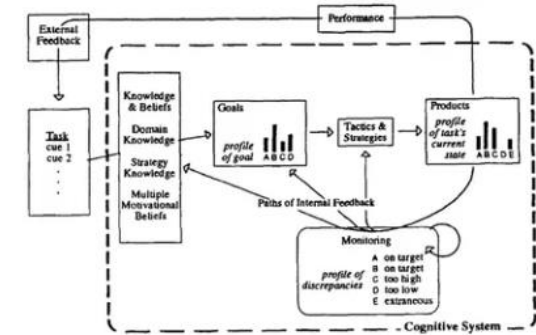 Performance
External
Feedback
Task
cue 1
cue 2
.
.
.
Knowledge
& Beliefs
Domain
Knowledge
Strategy
Knowledge
Multiple
Motivational
Beliefs
Goals
profile
of goal
A B C D
Tactics &
Strategies
Products
profile
of task's
current
state
A B C D E
Paths of Internal Feedback
Monitoring
profile of
discrepancies
A on target
B on target
C too high
D too low
E extraneous
Cognitive System